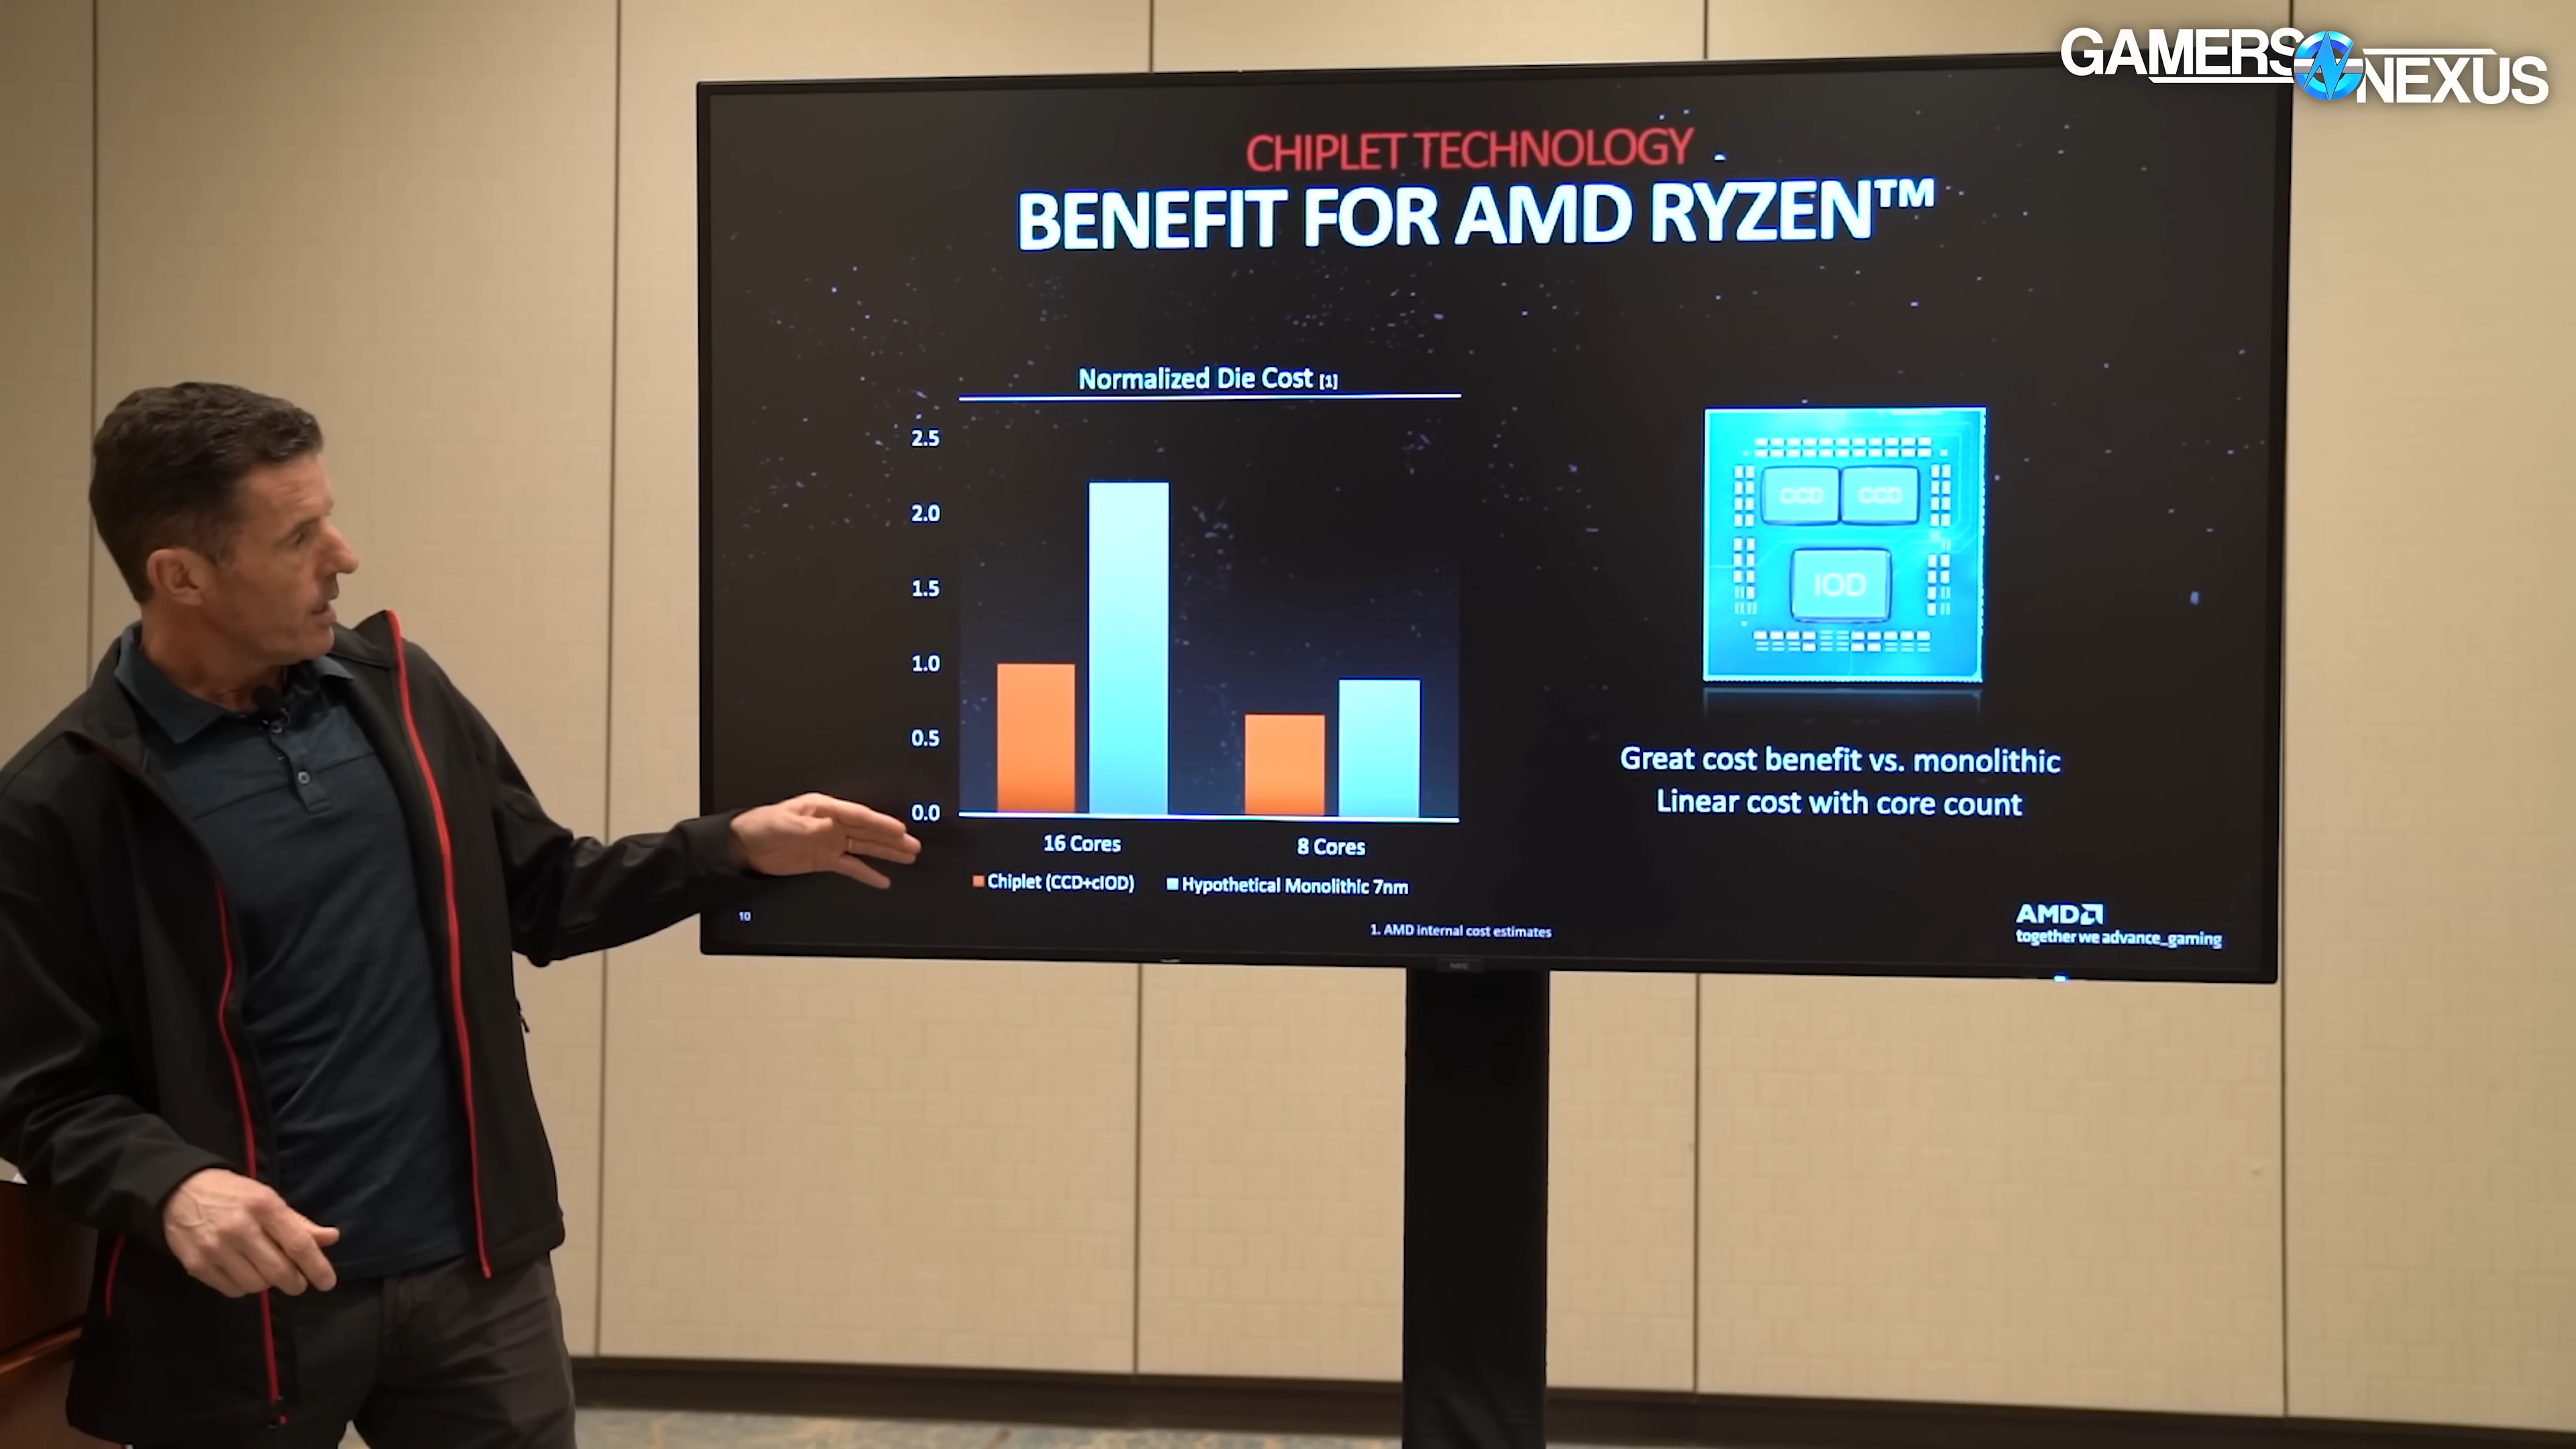 GAMERS NEXUS
CHIPLET TECHNOLOGY
BENEFIT FOR AMD RYZEN™
Normalized Die Cost [1]
2.5
2.0
1.5
1.0
0.5
0.0
16 Cores
8 Cores
Chiplet (CCD+cIOD)
Hypothetical Monolithic 7nm
CCD
CCD
IOD
Great cost benefit vs. monolithic
Linear cost with core count
10
1. AMD internal cost estimates
AMD
together we advance_gaming
NEC